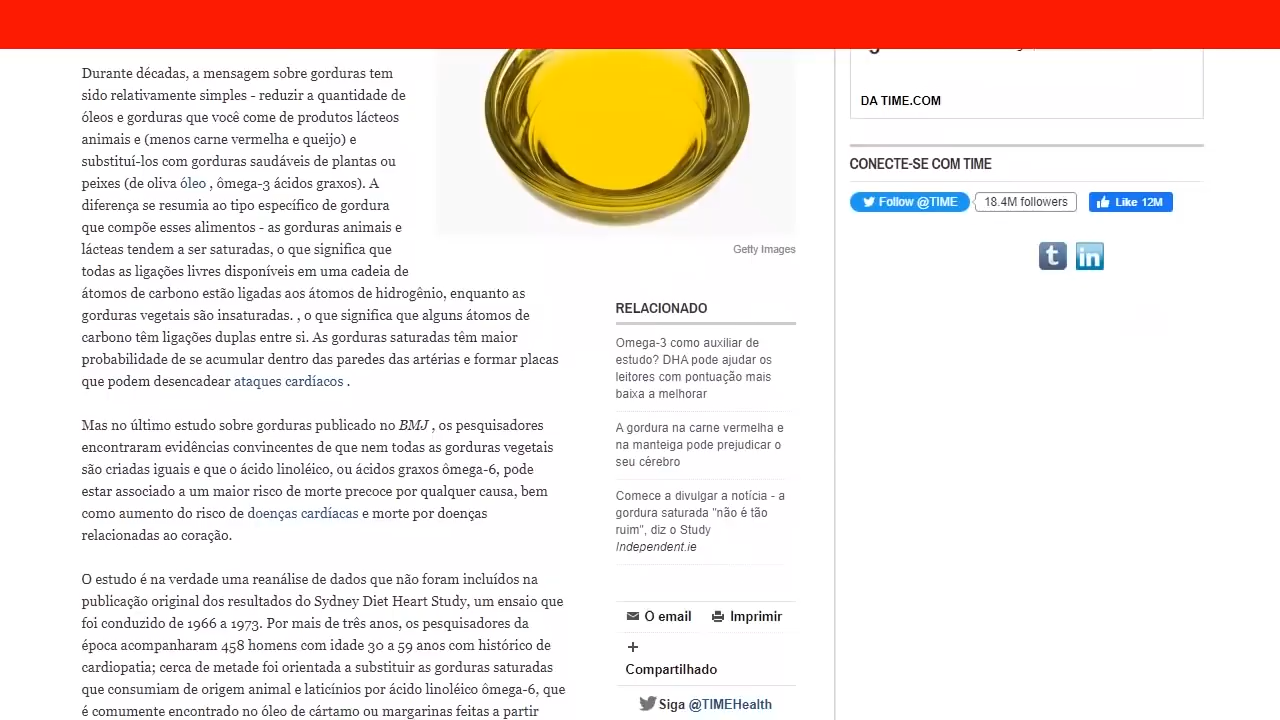 Durante décadas, a mensagem sobre gorduras tem
sido relativamente simples - reduzir a quantidade de
óleos e gorduras que você come de produtos lácteos
animais e (menos carne vermelha e queijo) e
substituí-los com gorduras saudáveis de plantas ou
peixes (de oliva óleo , ômega-3 ácidos graxos). A
diferença se resumia ao tipo específico de gordura
que compõe esses alimentos - as gorduras animais e
lácteas tendem a ser saturadas, o que significa que
todas as ligações livres disponíveis em uma cadeia de
átomos de carbono estão ligadas aos átomos de hidrogênio, enquanto as
gorduras vegetais são insaturadas. , o que significa que alguns átomos de
carbono têm ligações duplas entre si. As gorduras saturadas têm maior
probabilidade de se acumular dentro das paredes das artérias e formar placas
que podem desencadear ataques cardíacos .
Mas no último estudo sobre gorduras publicado no BMJ , os pesquisadores
encontraram evidências convincentes de que nem todas as gorduras vegetais
são criadas iguais e que o ácido linoléico, ou ácidos graxos ômega-6, pode
estar associado a um maior risco de morte precoce por qualquer causa, bem
como aumento do risco de doenças cardíacas e morte por doenças
relacionadas ao coração.
O estudo é na verdade uma reanálise de dados que não foram incluídos na
publicação original dos resultados do Sydney Diet Heart Study, um ensaio que
foi conduzido de 1966 a 1973. Por mais de três anos, os pesquisadores da
época acompanharam 458 homens com idade 30 a 59 anos com histórico de
cardiopatia; cerca de metade foi orientada a substituir as gorduras saturadas
que consumiam de origem animal e laticínios por ácido linoléico ômega-6, que
é comumente encontrado no óleo de cártamo ou margarinas feitas a partir
Getty Images
RELACIONADO
Omega-3 como auxiliar de
estudo? DHA pode ajudar os
leitores com pontuação mais
baixa a melhorar
A gordura na carne vermelha e
na manteiga pode prejudicar o
seu cérebro
Comece a divulgar a notícia - a
gordura saturada "não é tão
ruim", diz o Study
Independent.ie
O email Imprimir
+
Compartilhado
Siga @TIMEHealth
DA TIME.COM
CONECTE-SE COM TIME
Follow @TIME 18.4M followers Like 12M
t in